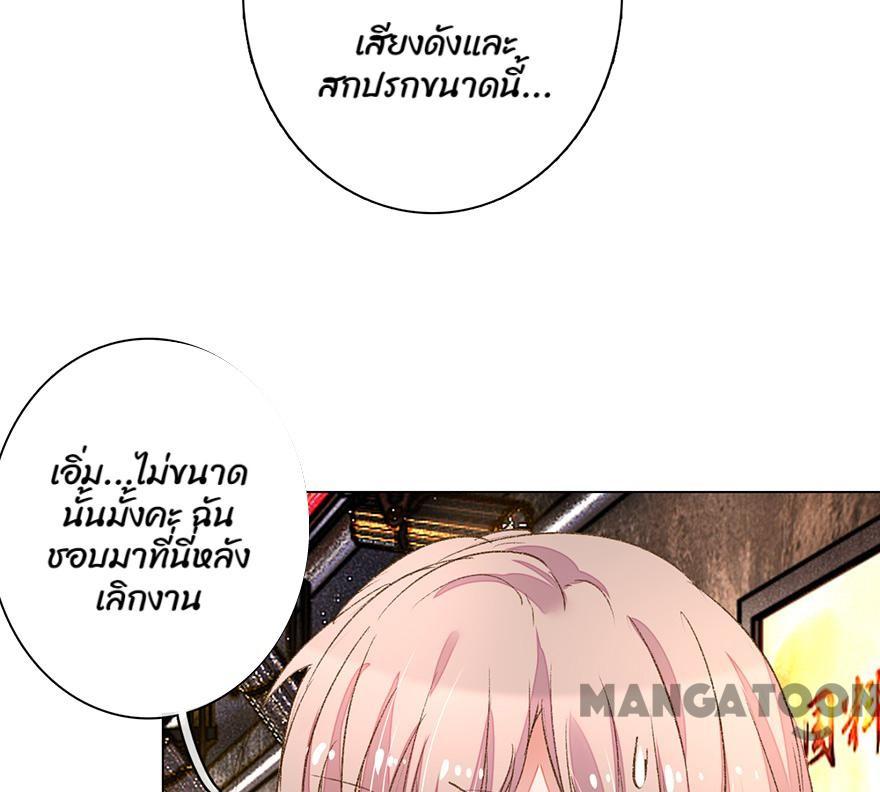 เสียงดังและ
สกปรกขนาดนี้...
เอิ่ม...ไม่ขนาด
นั้นมั้งคะ ฉัน
ชอบมาที่นี่หลัง
เลิกงาน
MANGATOON